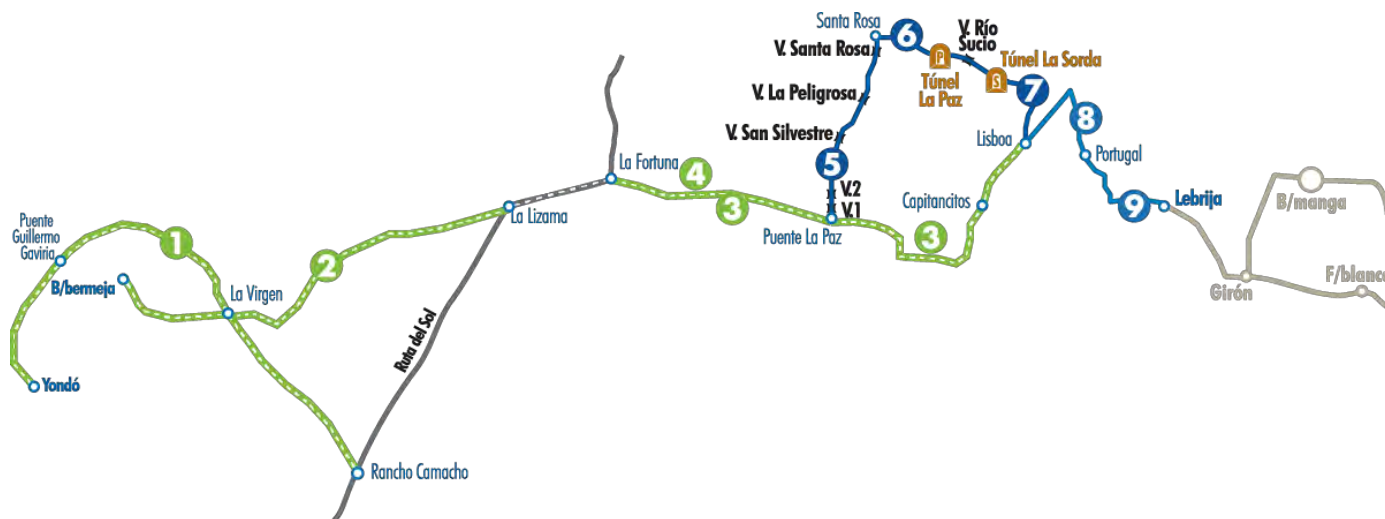 Santa Rosa
6
V. Río
Sucio
V. Santa Rosa
P
Túnel La Sorda
Túnel
La Paz
S
7
V. La Peligrosa
8
V. San Silvestre
Lisboa
Portugal
5
La Fortuna
4
V.2
V.1
3
Capitancitos
9
Lebrija
B/manga
La Lizama
Puente La Paz
3
Puente
Guillermo
Gaviria
1
2
B/bermeja
Girón
F/blanca
La Virgen
Ruta del Sol
Yondó
Rancho Camacho